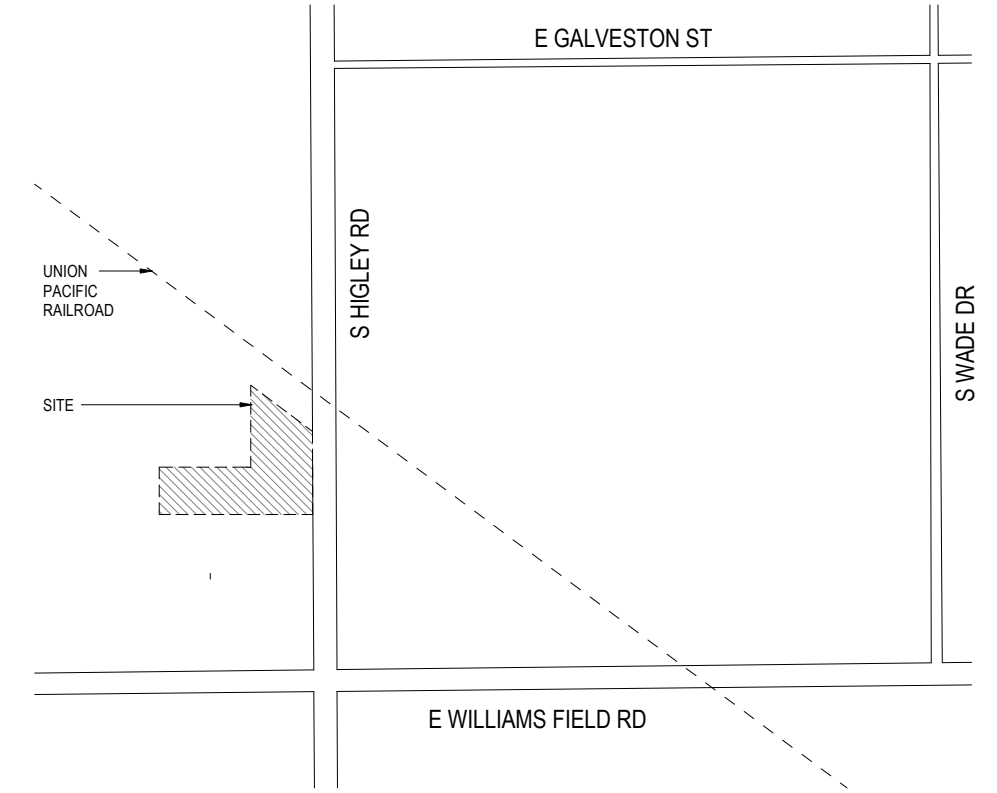 E GALVESTON ST
S HIGLEY RD
UNION
PACIFIC
RAILROAD
S WADE DR
SITE
E WILLIAMS FIELD RD